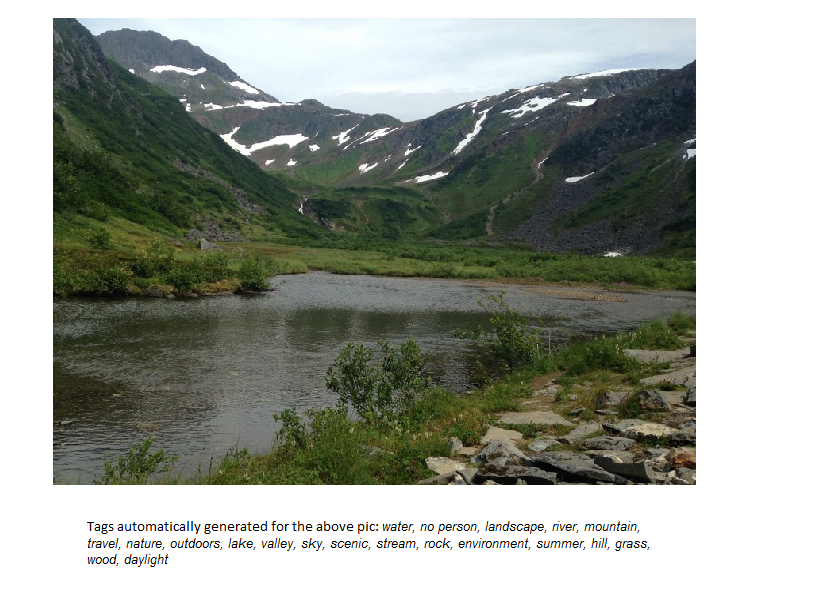 Tags automatically generated for the above pic: water, no person, landscape, river, mountain,
travel, nature, outdoors, lake, valley, sky, scenic, stream, rock, environment, summer, hill, grass,
wood, daylight